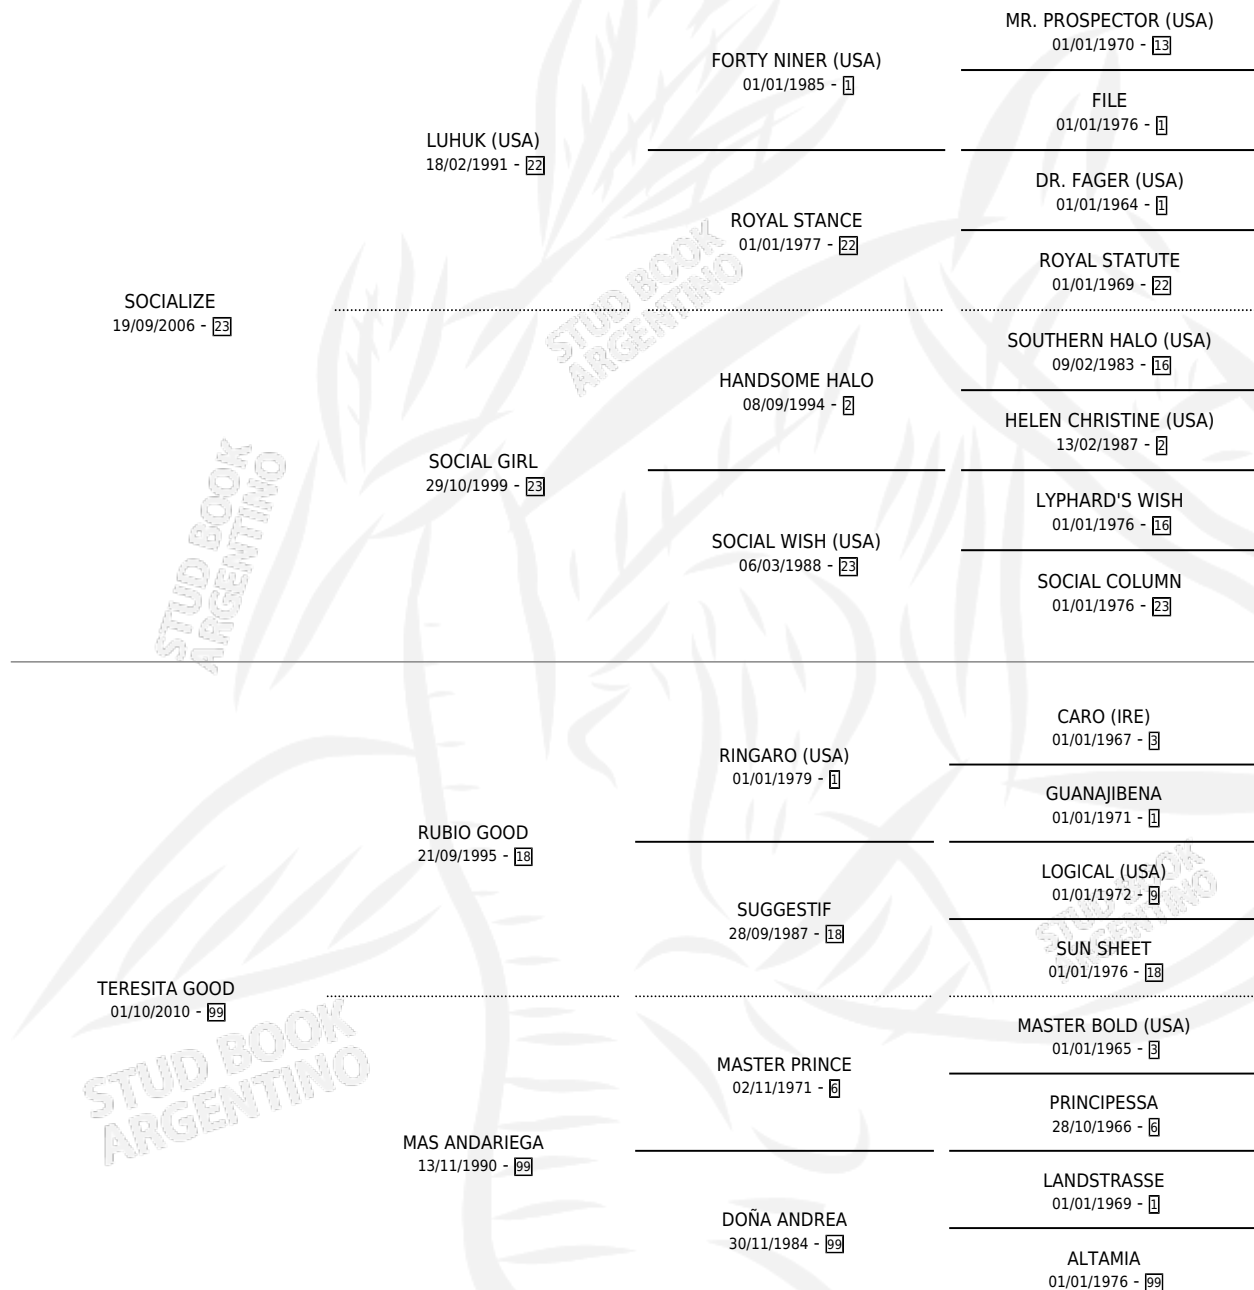 MR. PROSPECTOR (USA)
01/01/1970 - 13
FORTY NINER (USA)
01/01/1985 - 1
FILE
01/01/1976 - 1
LUHUK (USA)
18/02/1991 - 22
DR. FAGER (USA)
01/01/1964 - 1
ROYAL STANCE
01/01/1977 - 22
ROYAL STATUTE
01/01/1969 - 22
SOCIALIZE
19/09/2006 - 23
SOUTHERN HALO (USA)
09/02/1983 - 16
HANDSOME HALO
08/09/1994 - 2
HELEN CHRISTINE (USA)
13/02/1987 - 2
SOCIAL GIRL
29/10/1999 - 23
LYPHARD'S WISH
01/01/1976 - 16
SOCIAL WISH (USA)
06/03/1988 - 23
SOCIAL COLUMN
01/01/1976 - 23
CARO (IRE)
01/01/1967 - 3
RINGARO (USA)
01/01/1979 - 1
GUANAJIBENA
01/01/1971 - 1
RUBIO GOOD
21/09/1995 - 18
LOGICAL (USA)
01/01/1972 - 9
SUGGESTIF
28/09/1987 - 18
SUN SHEET
01/01/1976 - 18
TERESITA GOOD
01/10/2010 - 99
MASTER BOLD (USA)
01/01/1965 - 3
MASTER PRINCE
02/11/1971 - 6
PRINCIPESSA
28/10/1966 - 6
MAS ANDARIEGA
13/11/1990 - 99
LANDSTRASSE
01/01/1969 - 1
DOÑA ANDREA
30/11/1984 - 99
ALTAMIA
01/01/1976 - 99
STUD BOOK
ARGENTINO
STUD BOOK
ARGENTINO
STUD BOOK
ARGENTINO
STUD BOOK
ARGENTINO